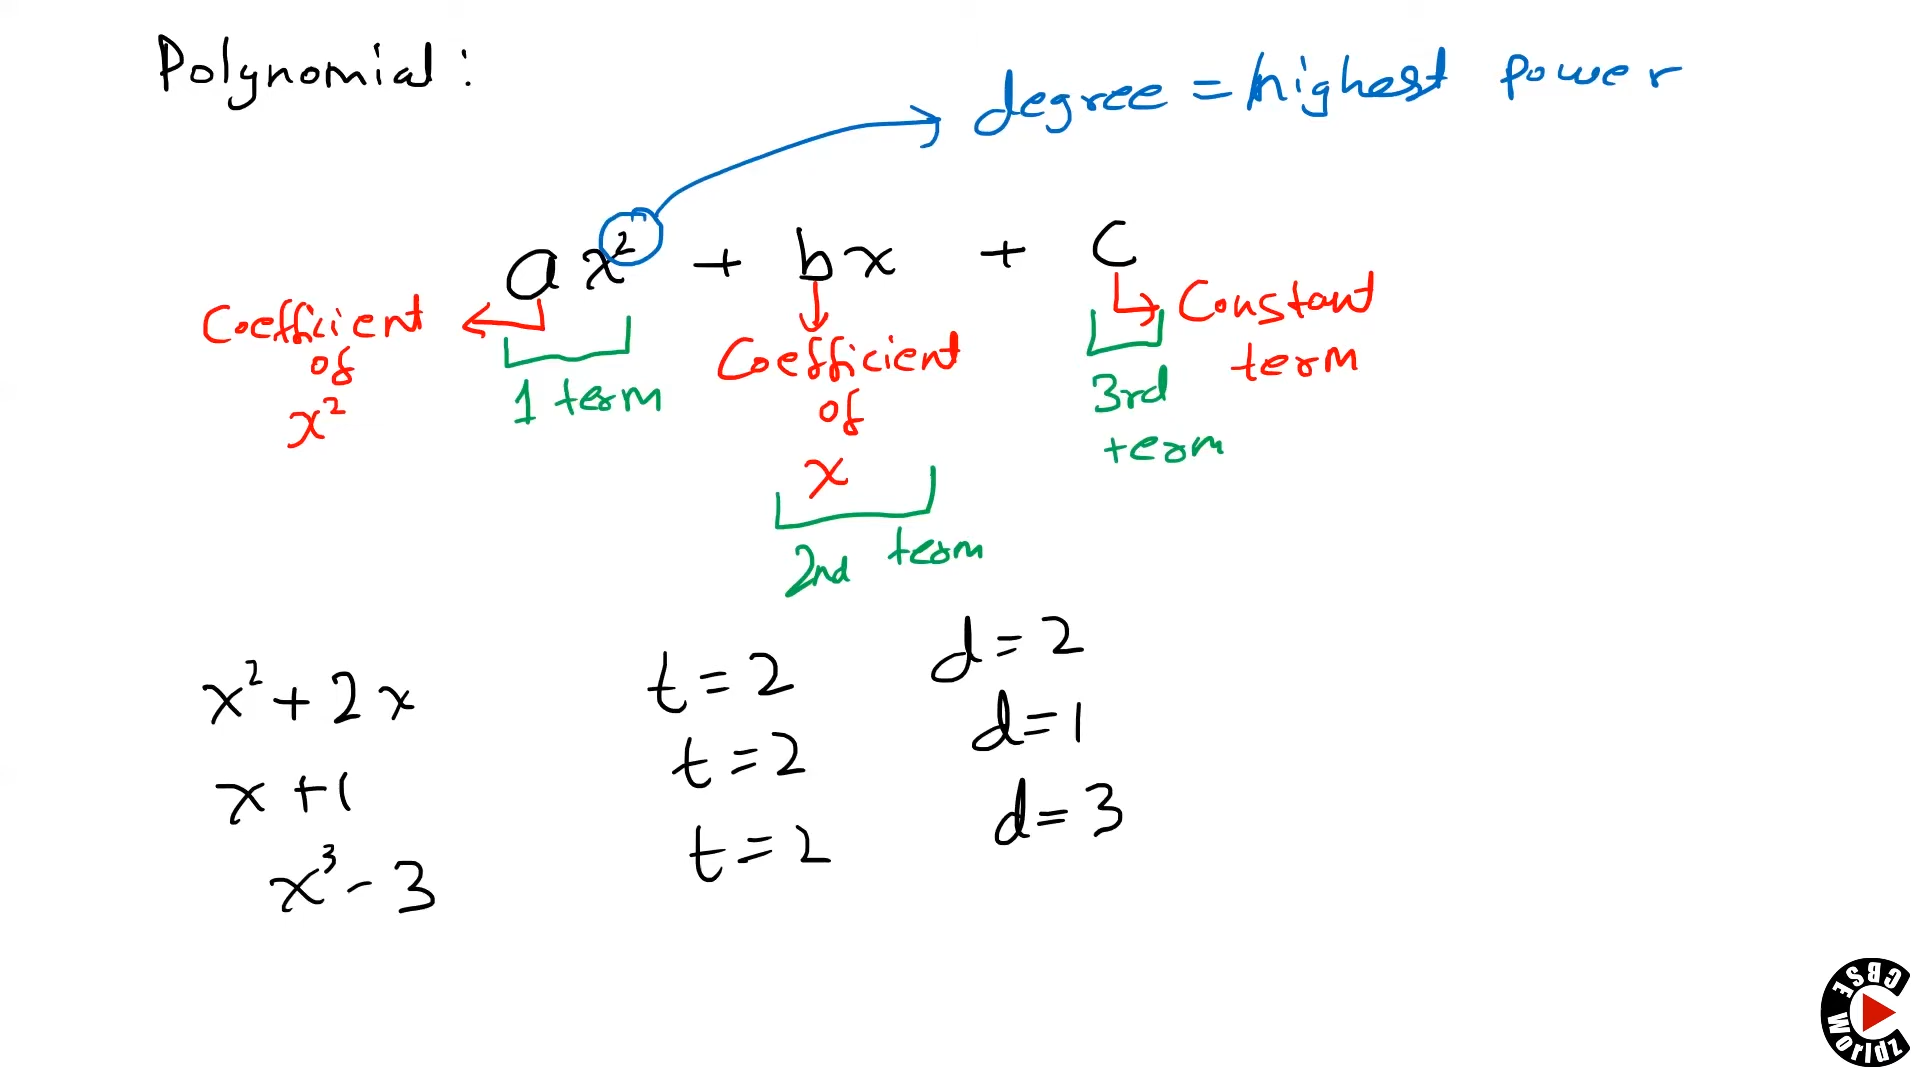 Polynomial :
degree = highest power
ax² + bx + C
Coefficient of x²
1 term
Coefficient of x
2nd term
Constant term
3rd term
x² + 2x t = 2 d = 2
x + 1 t = 2 d = 1
x³ - 3 t = 2 d = 3
CBSE Worldz